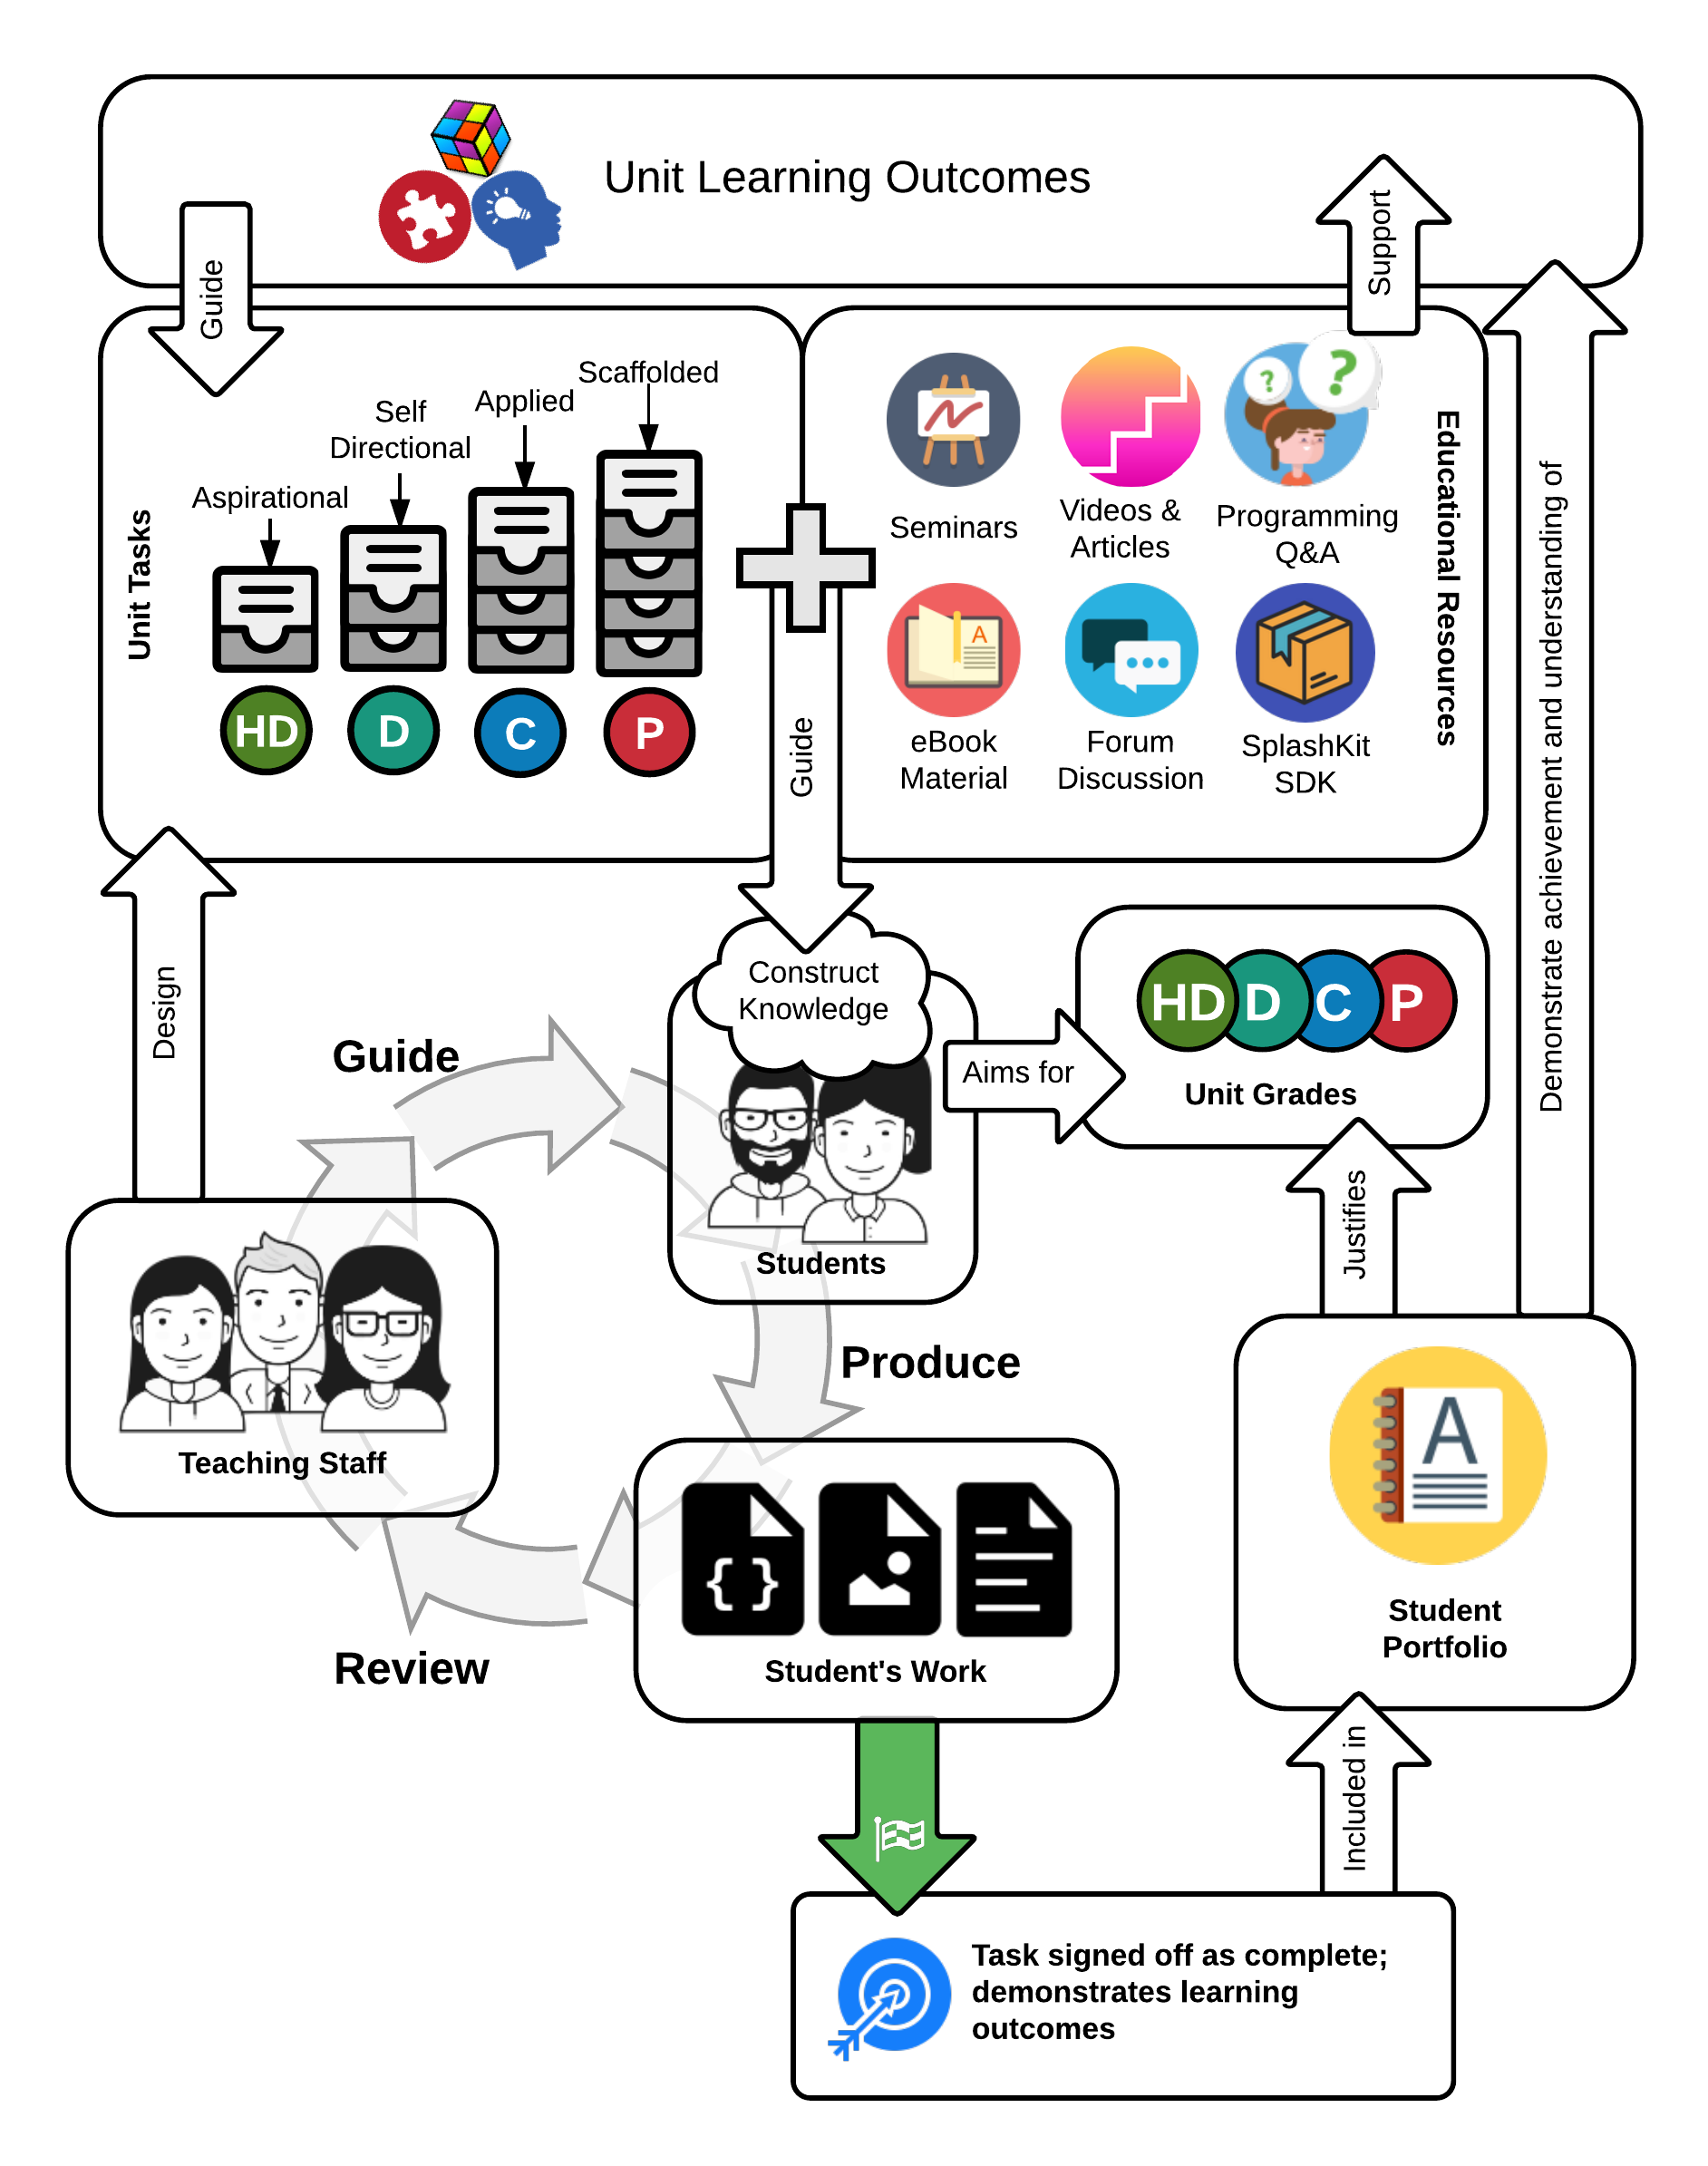 Unit Learning Outcomes
Guide
Support
Unit Tasks
Aspirational
Self
Directional
Applied
Scaffolded
HD
D
C
P
Guide
Seminars
Videos &
Articles
Programming
Q&A
A
eBook
Material
Forum
Discussion
SplashKit
SDK
Educational Resources
Demonstrate achievement and understanding of
Design
Construct
Knowledge
Students
Aims for
HD
D
C
P
Unit Grades
Justifies
Guide
Produce
Review
Teaching Staff
{}
Student's Work
A
Student
Portfolio
Included in
Task signed off as complete;
demonstrates learning
outcomes